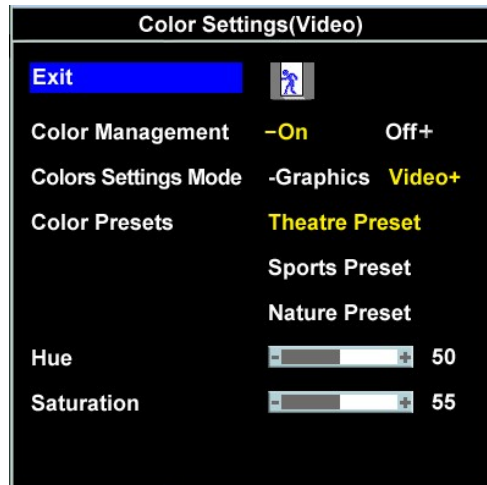 Color Settings(Video)
Exit
Color Management -On Off+
Colors Settings Mode -Graphics Video+
Color Presets Theatre Preset
Sports Preset
Nature Preset
Hue - + 50
Saturation - + 55